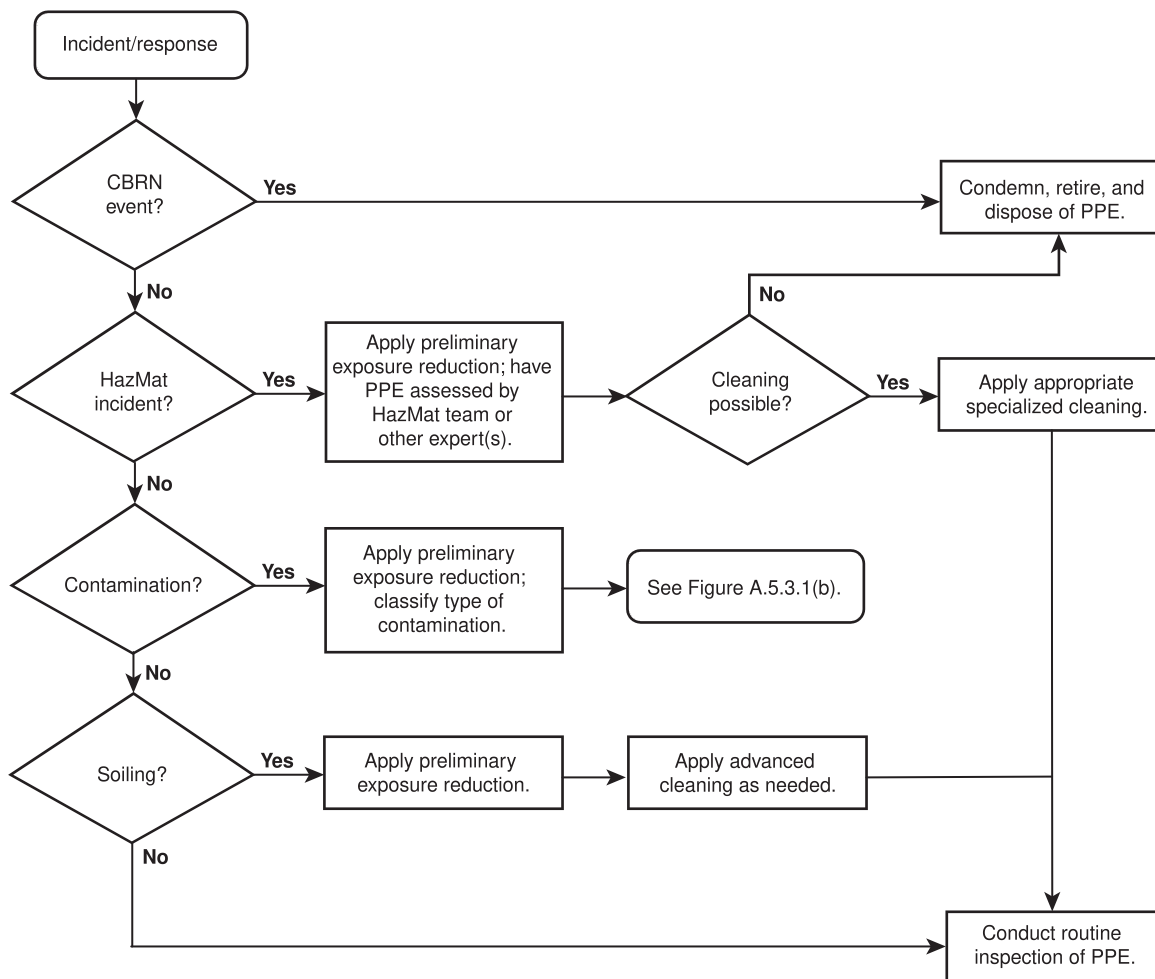 Incident/response
CBRN
event?
Yes
Condemn, retire, and
dispose of PPE.
No
HazMat
incident?
Yes
Apply preliminary
exposure reduction; have
PPE assessed by
HazMat team or
other expert(s).
Cleaning
possible?
No
Yes
Apply appropriate
specialized cleaning.
No
Contamination?
Yes
Apply preliminary
exposure reduction;
classify type of
contamination.
See Figure A.5.3.1(b).
No
Soiling?
Yes
Apply preliminary
exposure reduction.
Apply advanced
cleaning as needed.
No
Conduct routine
inspection of PPE.